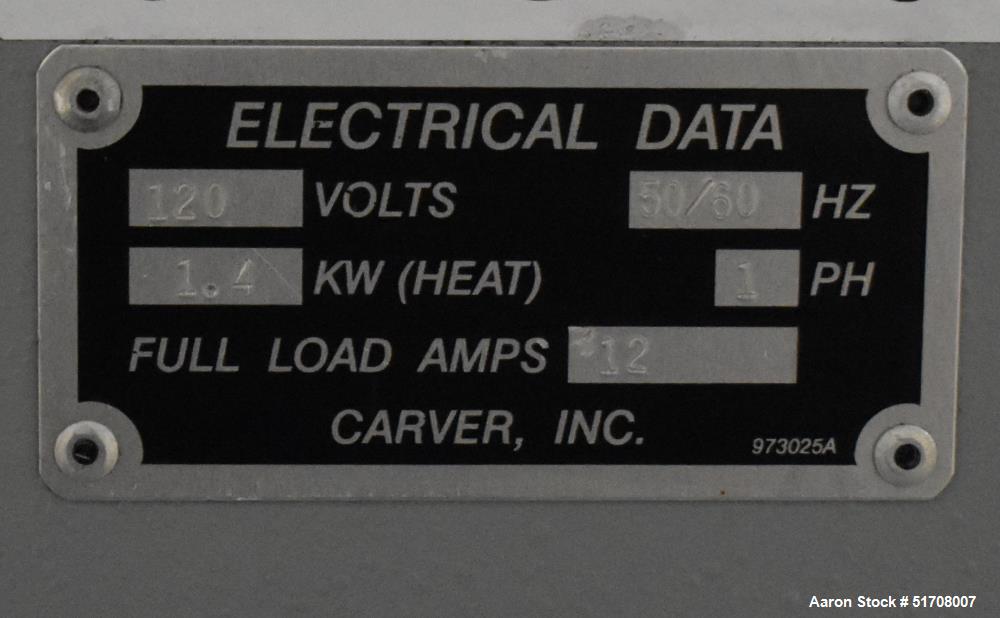 ELECTRICAL DATA
120 VOLTS 50/60 HZ
1.4 KW (HEAT) 1 PH
FULL LOAD AMPS 12
CARVER, INC.
973025A
Aaron Stock # 51708007